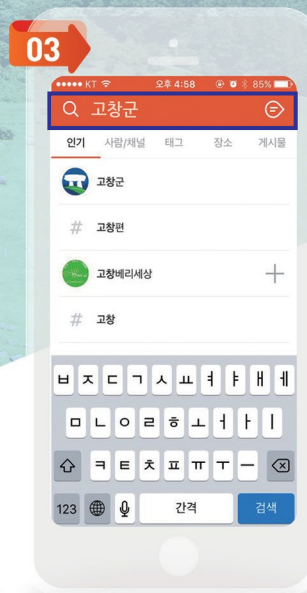 03
KT 오후 4:58 85%
고창군
인기 사람/채널 태그 장소 게시물
고창군
# 고창편
고창베리세상
# 고창
ㅂ ㅈ ㄷ ㄱ ㅅ ㅛ ㅕ ㅑ ㅐ ㅔ
ㅁ ㄴ ㅇ ㄹ ㅎ ㅗ ㅓ ㅏ ㅣ
ㅋ ㅌ ㅊ ㅍ ㅠ ㅜ ㅡ
123 간격 검색